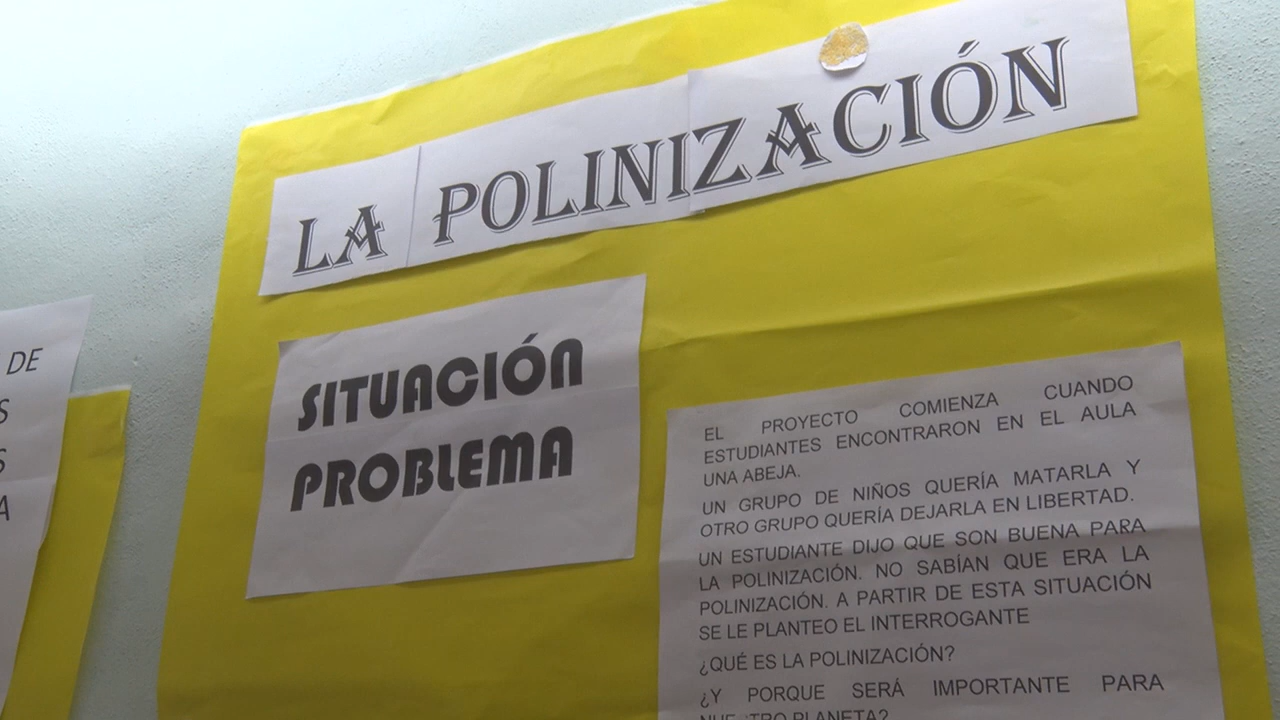 DE
S
S
A
LA POLINIZACIÓN
SITUACIÓN
PROBLEMA
EL PROYECTO COMIENZA CUANDO
ESTUDIANTES ENCONTRARON EN EL AULA
UNA ABEJA.
UN GRUPO DE NIÑOS QUERÍA MATARLA Y
OTRO GRUPO QUERÍA DEJARLA EN LIBERTAD.
UN ESTUDIANTE DIJO QUE SON BUENA PARA
LA POLINIZACIÓN. NO SABÍAN QUE ERA LA
POLINIZACIÓN. A PARTIR DE ESTA SITUACIÓN
SE LE PLANTEO EL INTERROGANTE
¿QUÉ ES LA POLINIZACIÓN?
¿Y PORQUE SERÁ IMPORTANTE PARA
PLANETA?